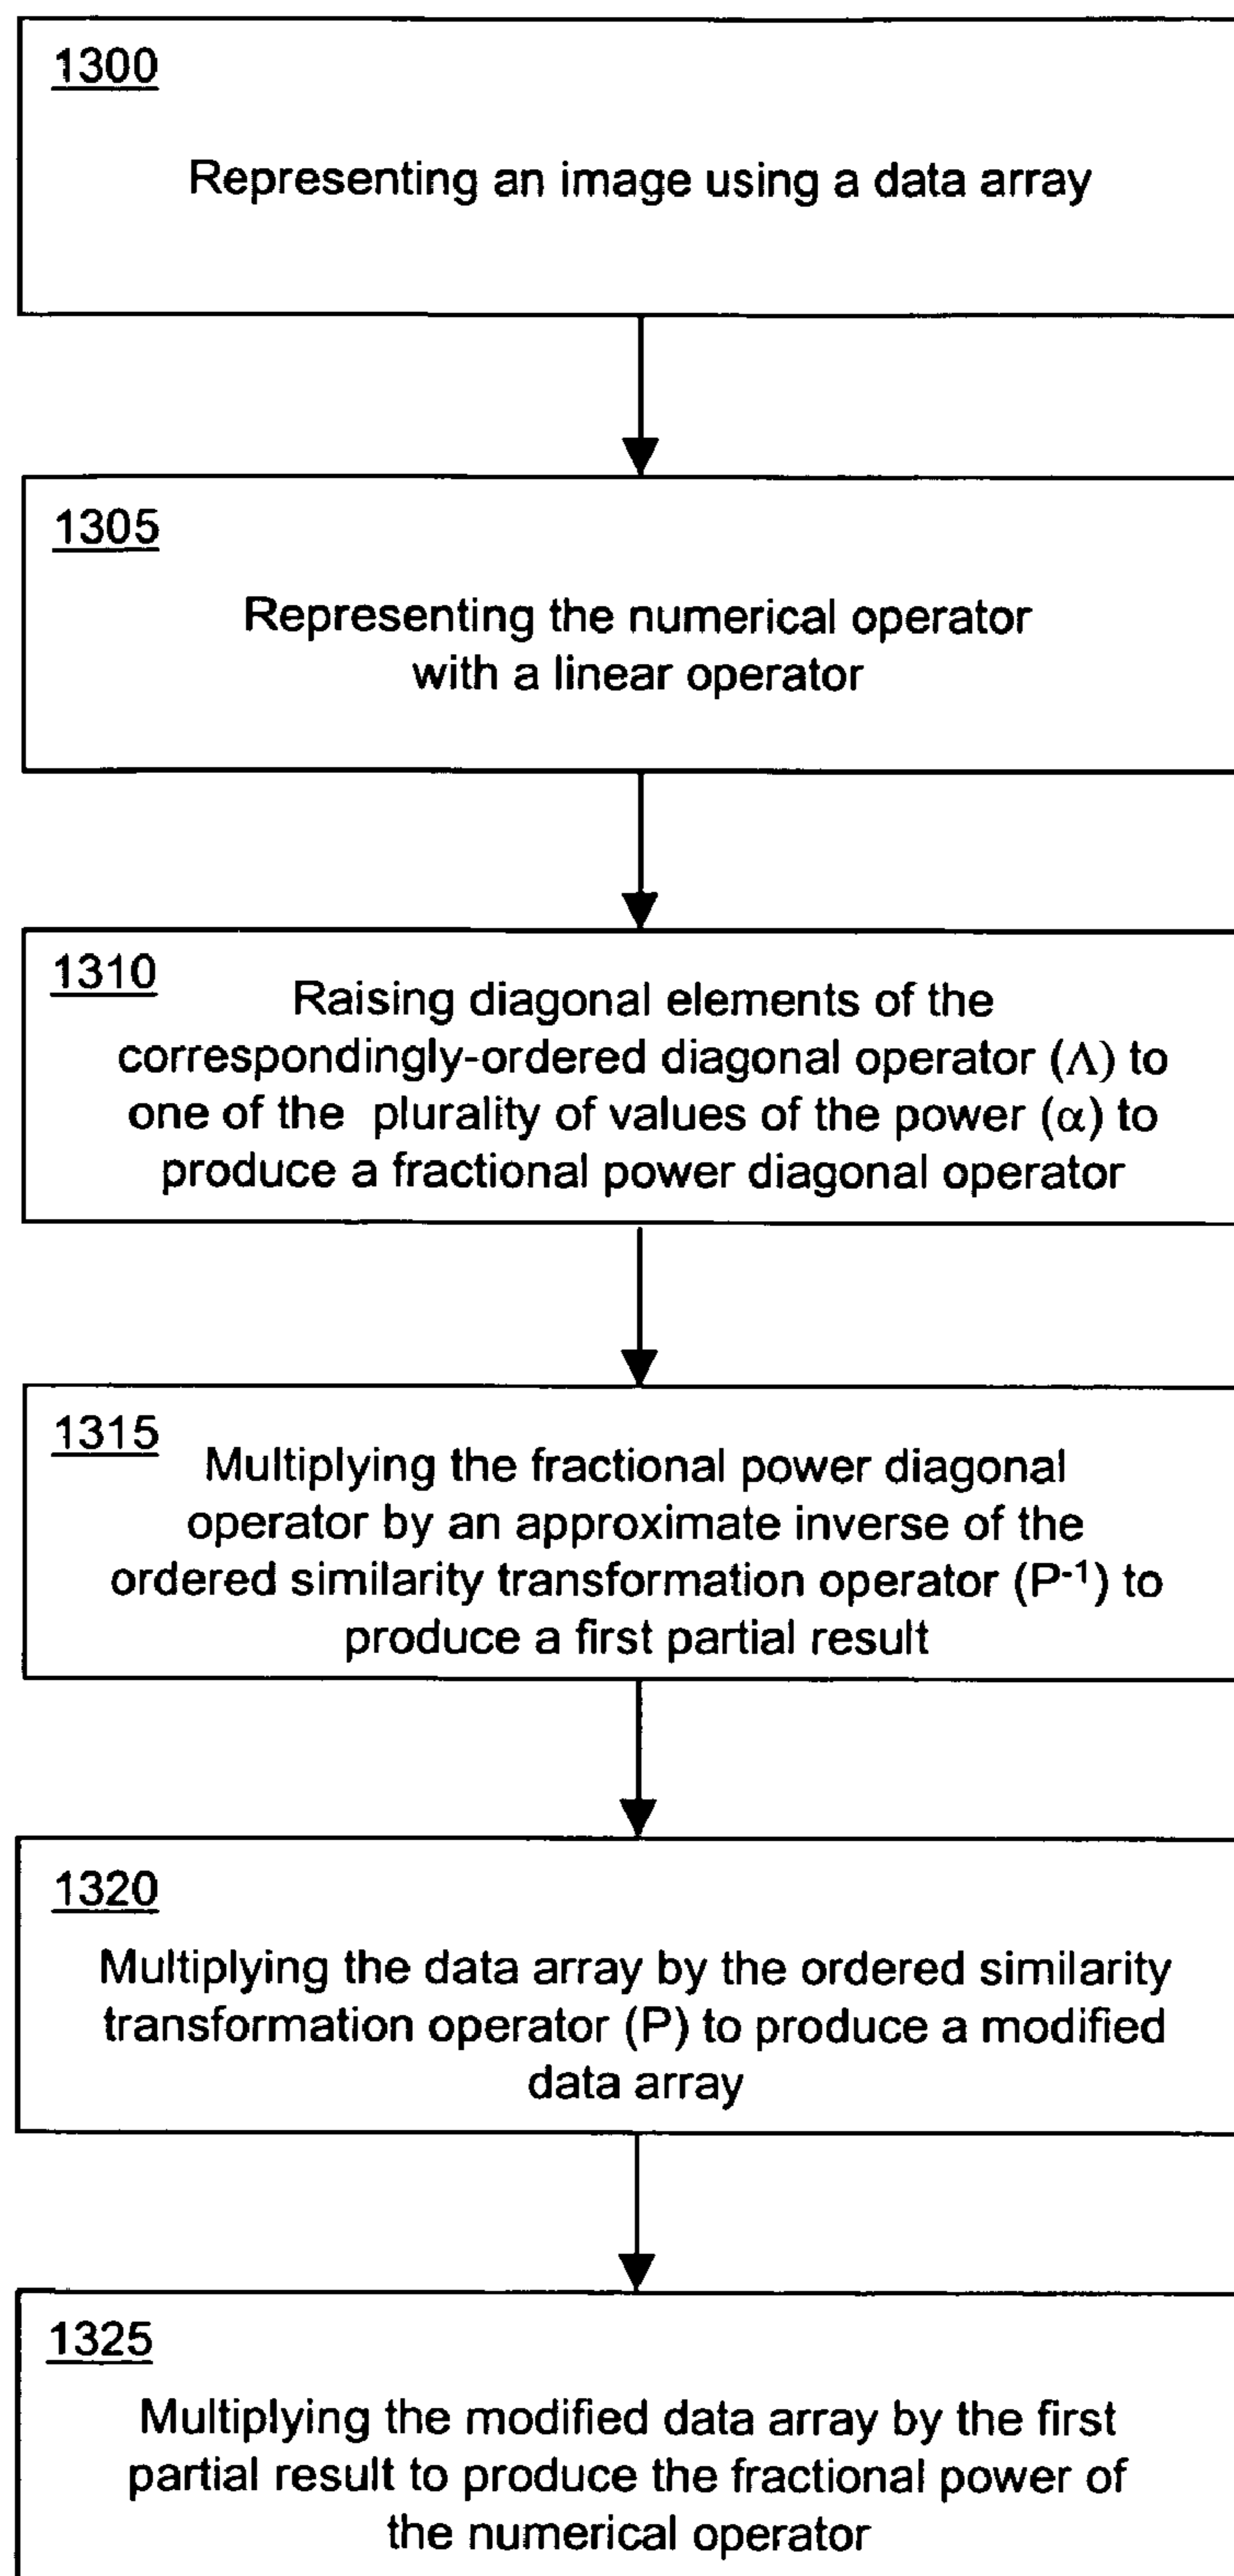 1300
Representing an image using a data array
1305
Representing the numerical operator
with a linear operator
1310
Raising diagonal elements of the
correspondingly-ordered diagonal operator (Λ) to
one of the plurality of values of the power (α) to
produce a fractional power diagonal operator
1315
Multiplying the fractional power diagonal
operator by an approximate inverse of the
ordered similarity transformation operator (P⁻¹) to
produce a first partial result
1320
Multiplying the data array by the ordered similarity
transformation operator (P) to produce a modified
data array
1325
Multiplying the modified data array by the first
partial result to produce the fractional power of
the numerical operator